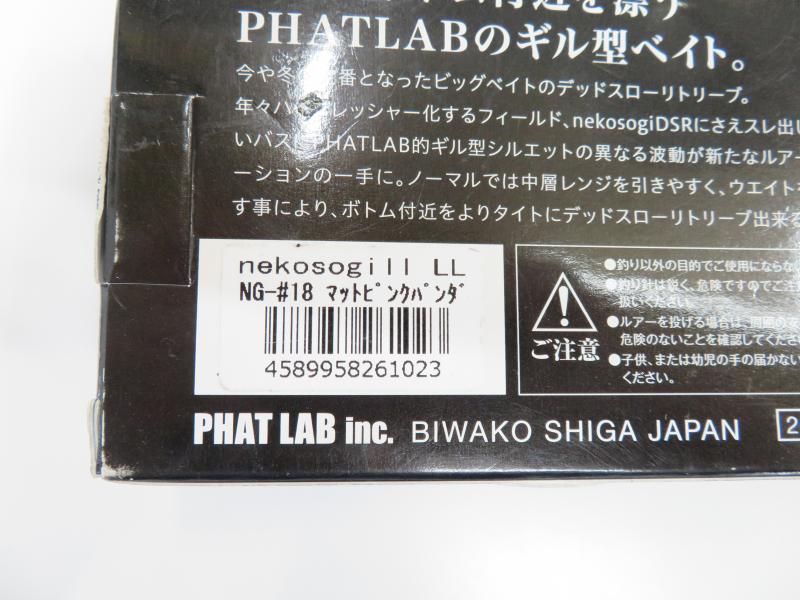 付近を漂う
PHATLABのギル型ベイト。
今や冬 番となったビッグベイトのデッドスローリトリーブ。
年々ハ レッシャー化するフィールド、nekosogiDSRにさえスレ出し
いバス HATLAB的ギル型シルエットの異なる波動が新たなルアー
ーションの一手に。ノーマルでは中層レンジを引きやすく、ウエイト
す事により、ボトム付近をよりタイトにデッドスローリトリーブ出来る
nekosogill LL
NG-#18 マットピンクパンダ
4589958261023
ご注意
●釣り以外の目的でご使用にならない
●釣り針は鋭く、危険ですのでご注
扱いください。
●ルアーを投げる場合は、周囲の安
危険のないことを確認してくださ
●子供、または幼児の手の届かない
ください。
PHAT LAB inc. BIWAKO SHIGA JAPAN 2